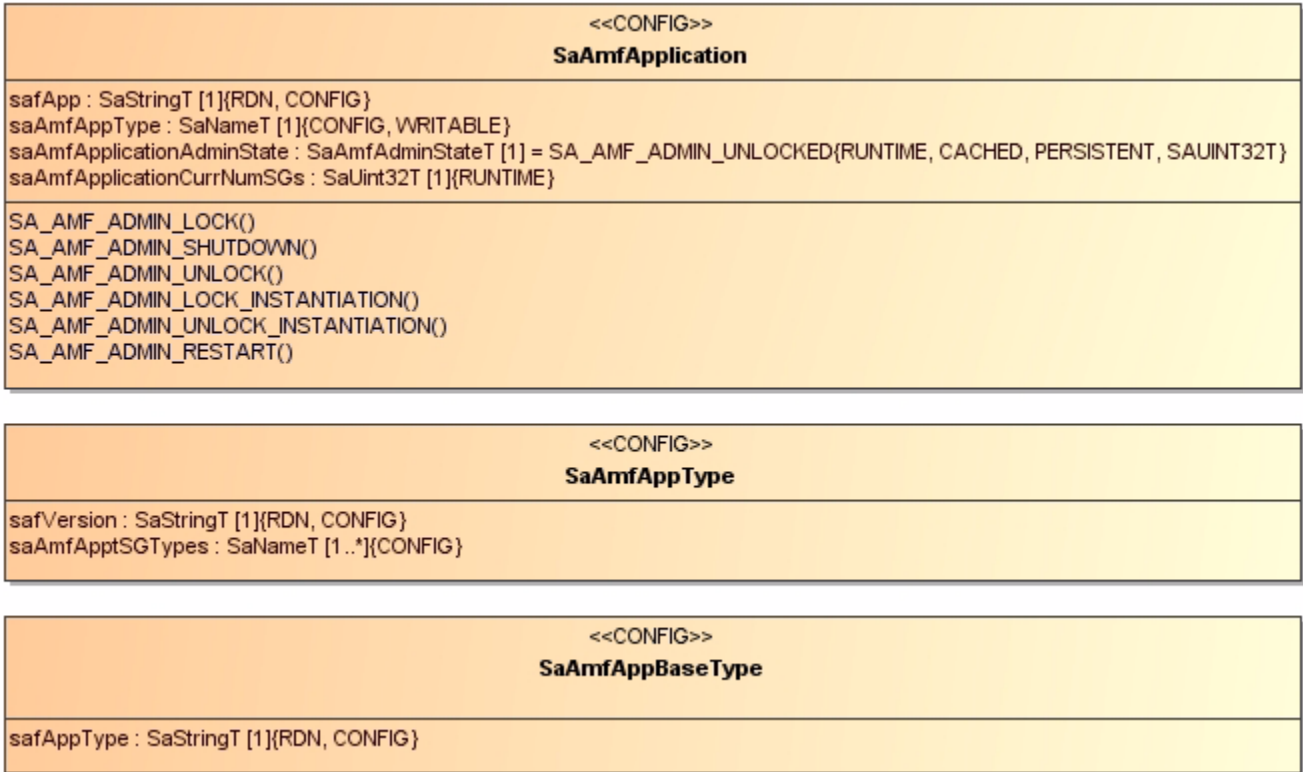 <<CONFIG>>
SaAmfApplication
safApp : SaStringT [1]{RDN, CONFIG}
saAmfAppType : SaNameT [1]{CONFIG, WRITABLE}
saAmfApplicationAdminState : SaAmfAdminStateT [1] = SA_AMF_ADMIN_UNLOCKED{RUNTIME, CACHED, PERSISTENT, SAUINT32T}
saAmfApplicationCurrNumSGs : SaUint32T [1]{RUNTIME}
SA_AMF_ADMIN_LOCK()
SA_AMF_ADMIN_SHUTDOWN()
SA_AMF_ADMIN_UNLOCK()
SA_AMF_ADMIN_LOCK_INSTANTIATION()
SA_AMF_ADMIN_UNLOCK_INSTANTIATION()
SA_AMF_ADMIN_RESTART()
<<CONFIG>>
SaAmfAppType
safVersion : SaStringT [1]{RDN, CONFIG}
saAmfApptSGTypes : SaNameT [1..*]{CONFIG}
<<CONFIG>>
SaAmfAppBaseType
safAppType : SaStringT [1]{RDN, CONFIG}